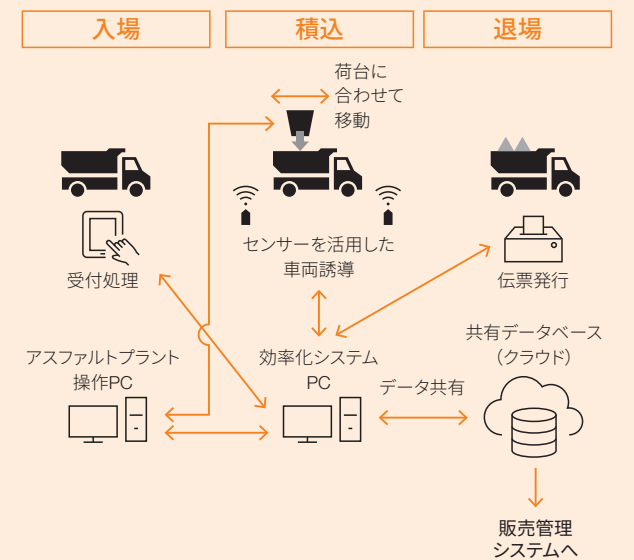 入場
積込
退場
荷台に
合わせて
移動
受付処理
センサーを活用した
車両誘導
伝票発行
アスファルトプラント
操作PC
効率化システム
PC
データ共有
共有データベース
（クラウド）
販売管理
システムへ